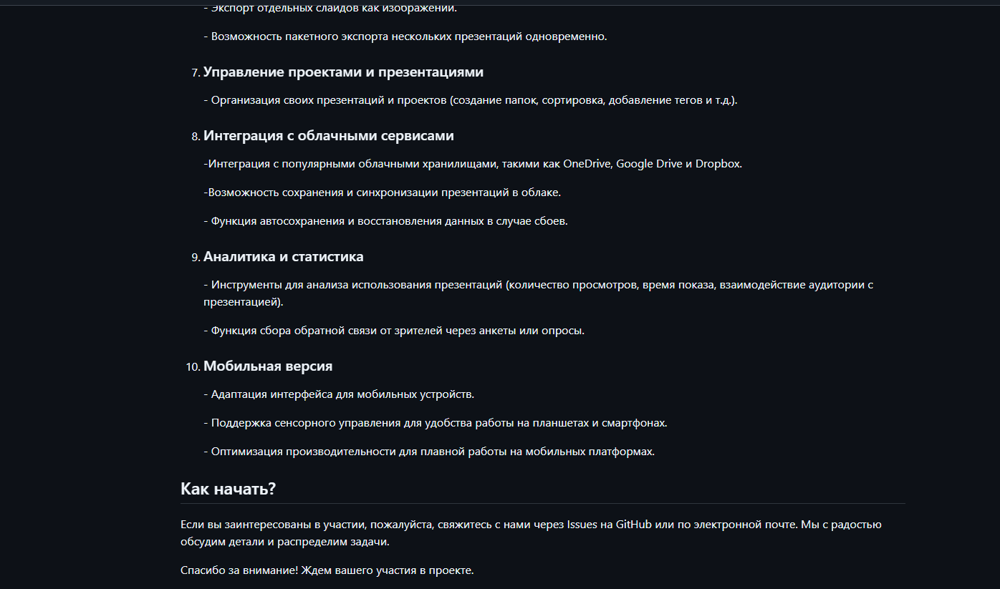 - Экспорт отдельных слайдов как изображений.
- Возможность пакетного экспорта нескольких презентаций одновременно.
7. Управление проектами и презентациями
- Организация своих презентаций и проектов (создание папок, сортировка, добавление тегов и т.д.).
8. Интеграция с облачными сервисами
-Интеграция с популярными облачными хранилищами, такими как OneDrive, Google Drive и Dropbox.
-Возможность сохранения и синхронизации презентаций в облаке.
- Функция автосохранения и восстановления данных в случае сбоев.
9. Аналитика и статистика
- Инструменты для анализа использования презентаций (количество просмотров, время показа, взаимодействие аудитории с
презентацией).
- Функция сбора обратной связи от зрителей через анкеты или опросы.
10. Мобильная версия
- Адаптация интерфейса для мобильных устройств.
- Поддержка сенсорного управления для удобства работы на планшетах и смартфонах.
- Оптимизация производительности для плавной работы на мобильных платформах.
Как начать?
Если вы заинтересованы в участии, пожалуйста, свяжитесь с нами через Issues на GitHub или по электронной почте. Мы с радостью
обсудим детали и распределим задачи.
Спасибо за внимание! Ждем вашего участия в проекте.